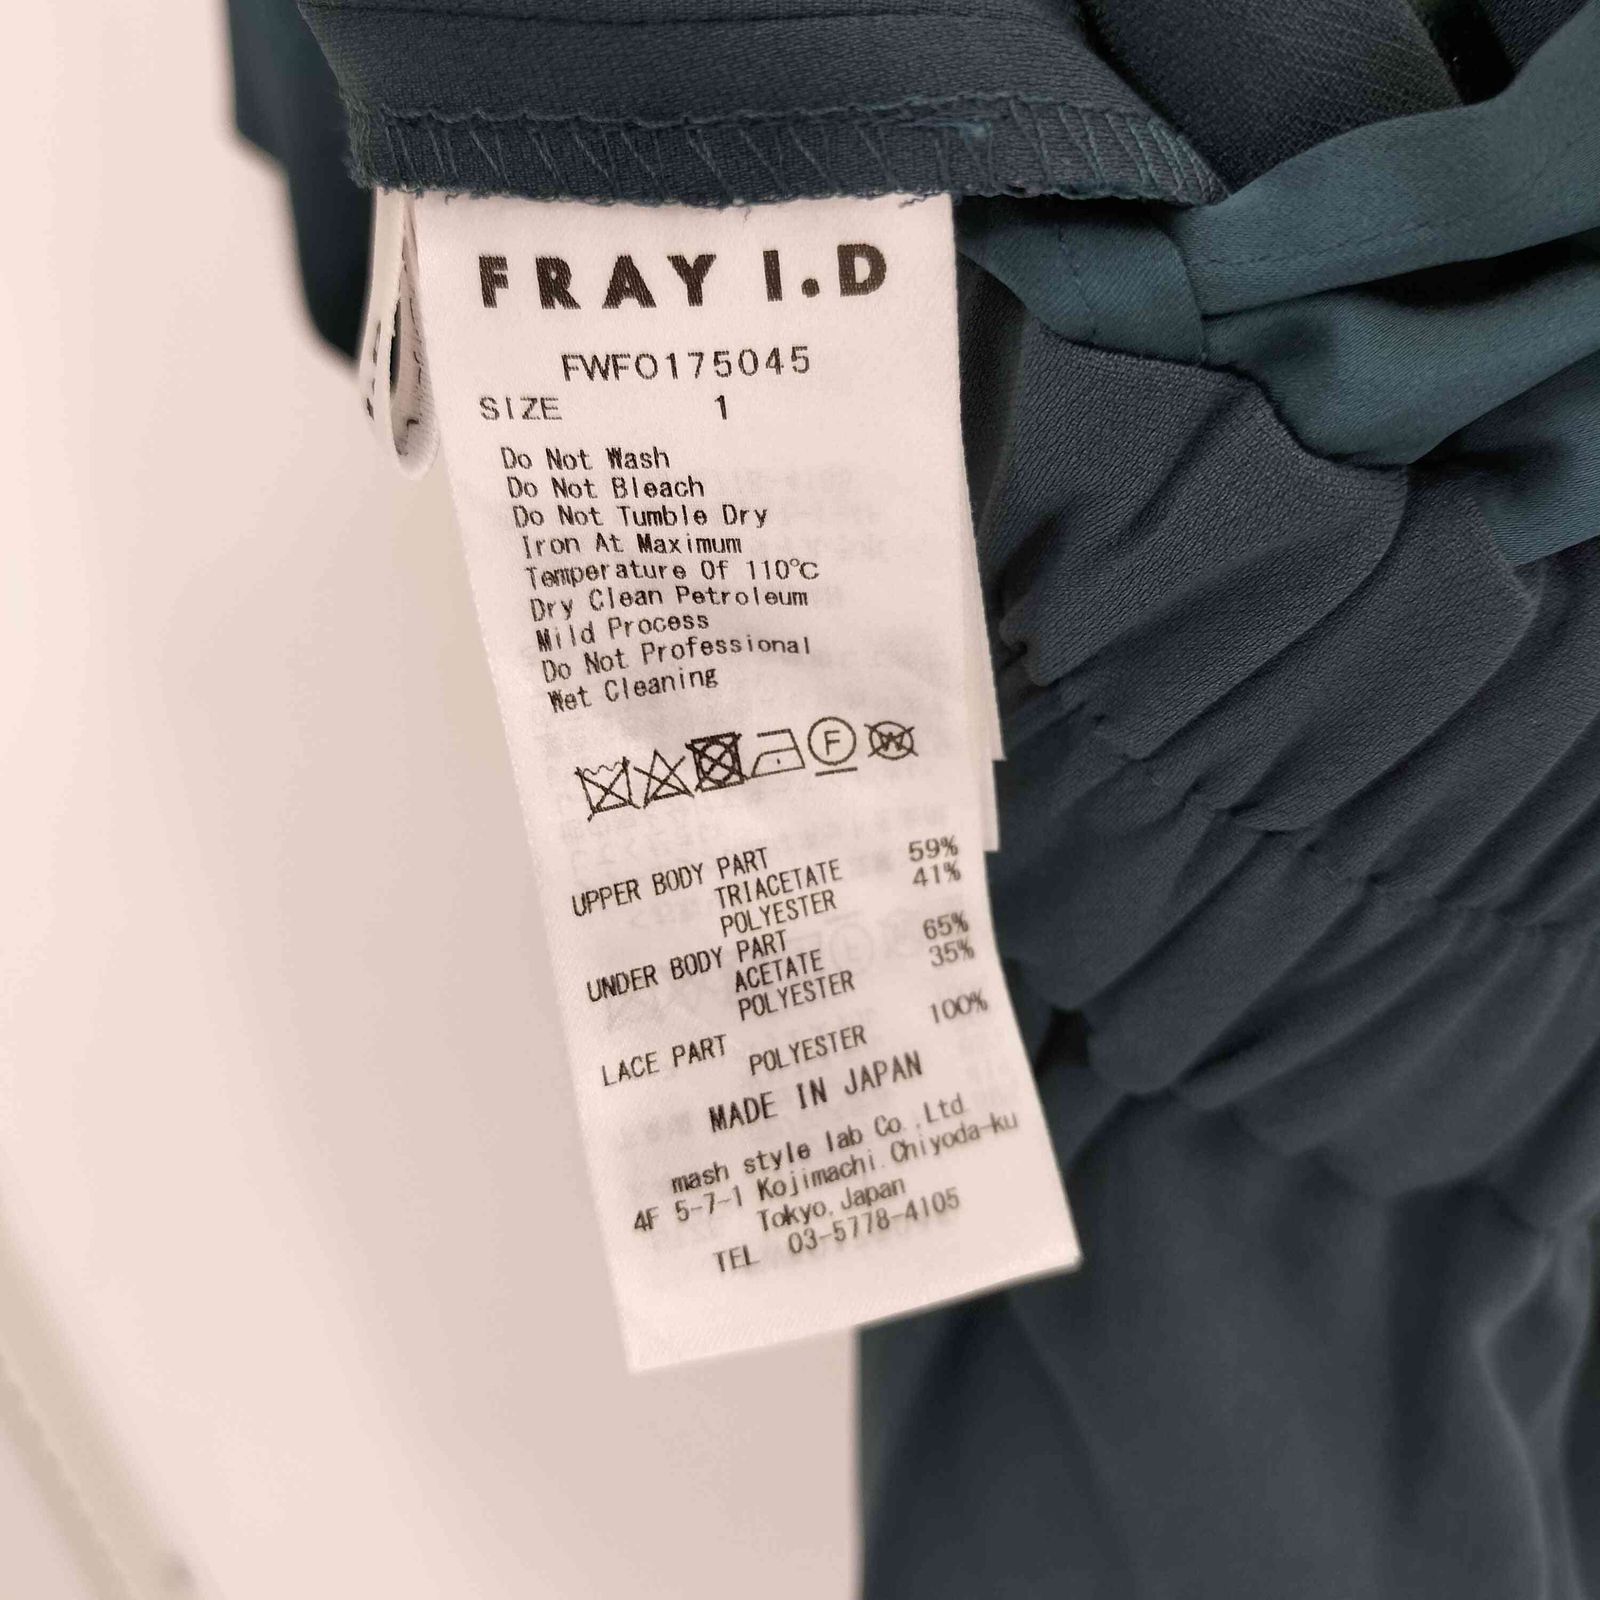 FRAY I.D
FWFO175045
SIZE 1
Do Not Wash
Do Not Bleach
Do Not Tumble Dry
Iron At Maximum
Temperature Of 110℃
Dry Clean Petroleum
Mild Process
Do Not Professional
Wet Cleaning
F W
UPPER BODY PART
TRIACETATE 59%
POLYESTER 41%
UNDER BODY PART
ACETATE 65%
POLYESTER 35%
LACE PART
POLYESTER 100%
MADE IN JAPAN
mash style lab Co.,Ltd.
4F 5-7-1 Kojimachi.Chiyoda-ku
Tokyo.Japan
TEL 03-5778-4105